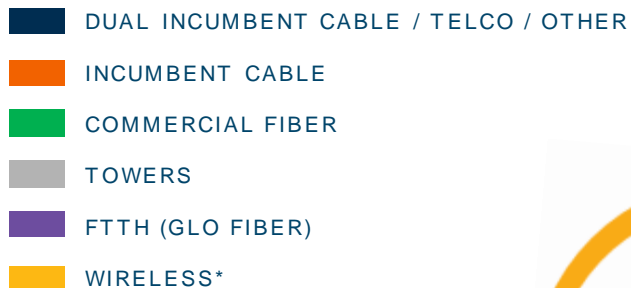 DUAL INCUMBENT CABLE / TELCO / OTHER
INCUMBENT CABLE
COMMERCIAL FIBER
TOWERS
FTTH (GLO FIBER)
WIRELESS*